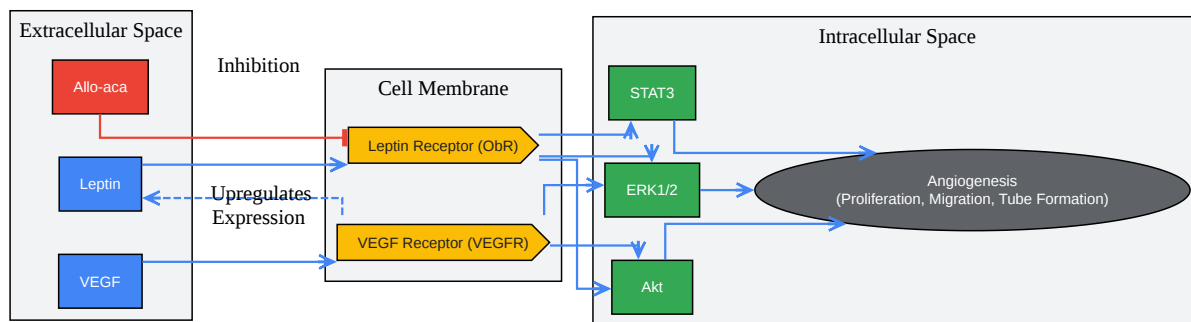 Extracellular Space
Allo-aca
Leptin
VEGF
Inhibition
Upregulates
Expression
Cell Membrane
Leptin Receptor (ObR)
VEGF Receptor (VEGFR)
Intracellular Space
STAT3
ERK1/2
Akt
Angiogenesis
(Proliferation, Migration, Tube Formation)